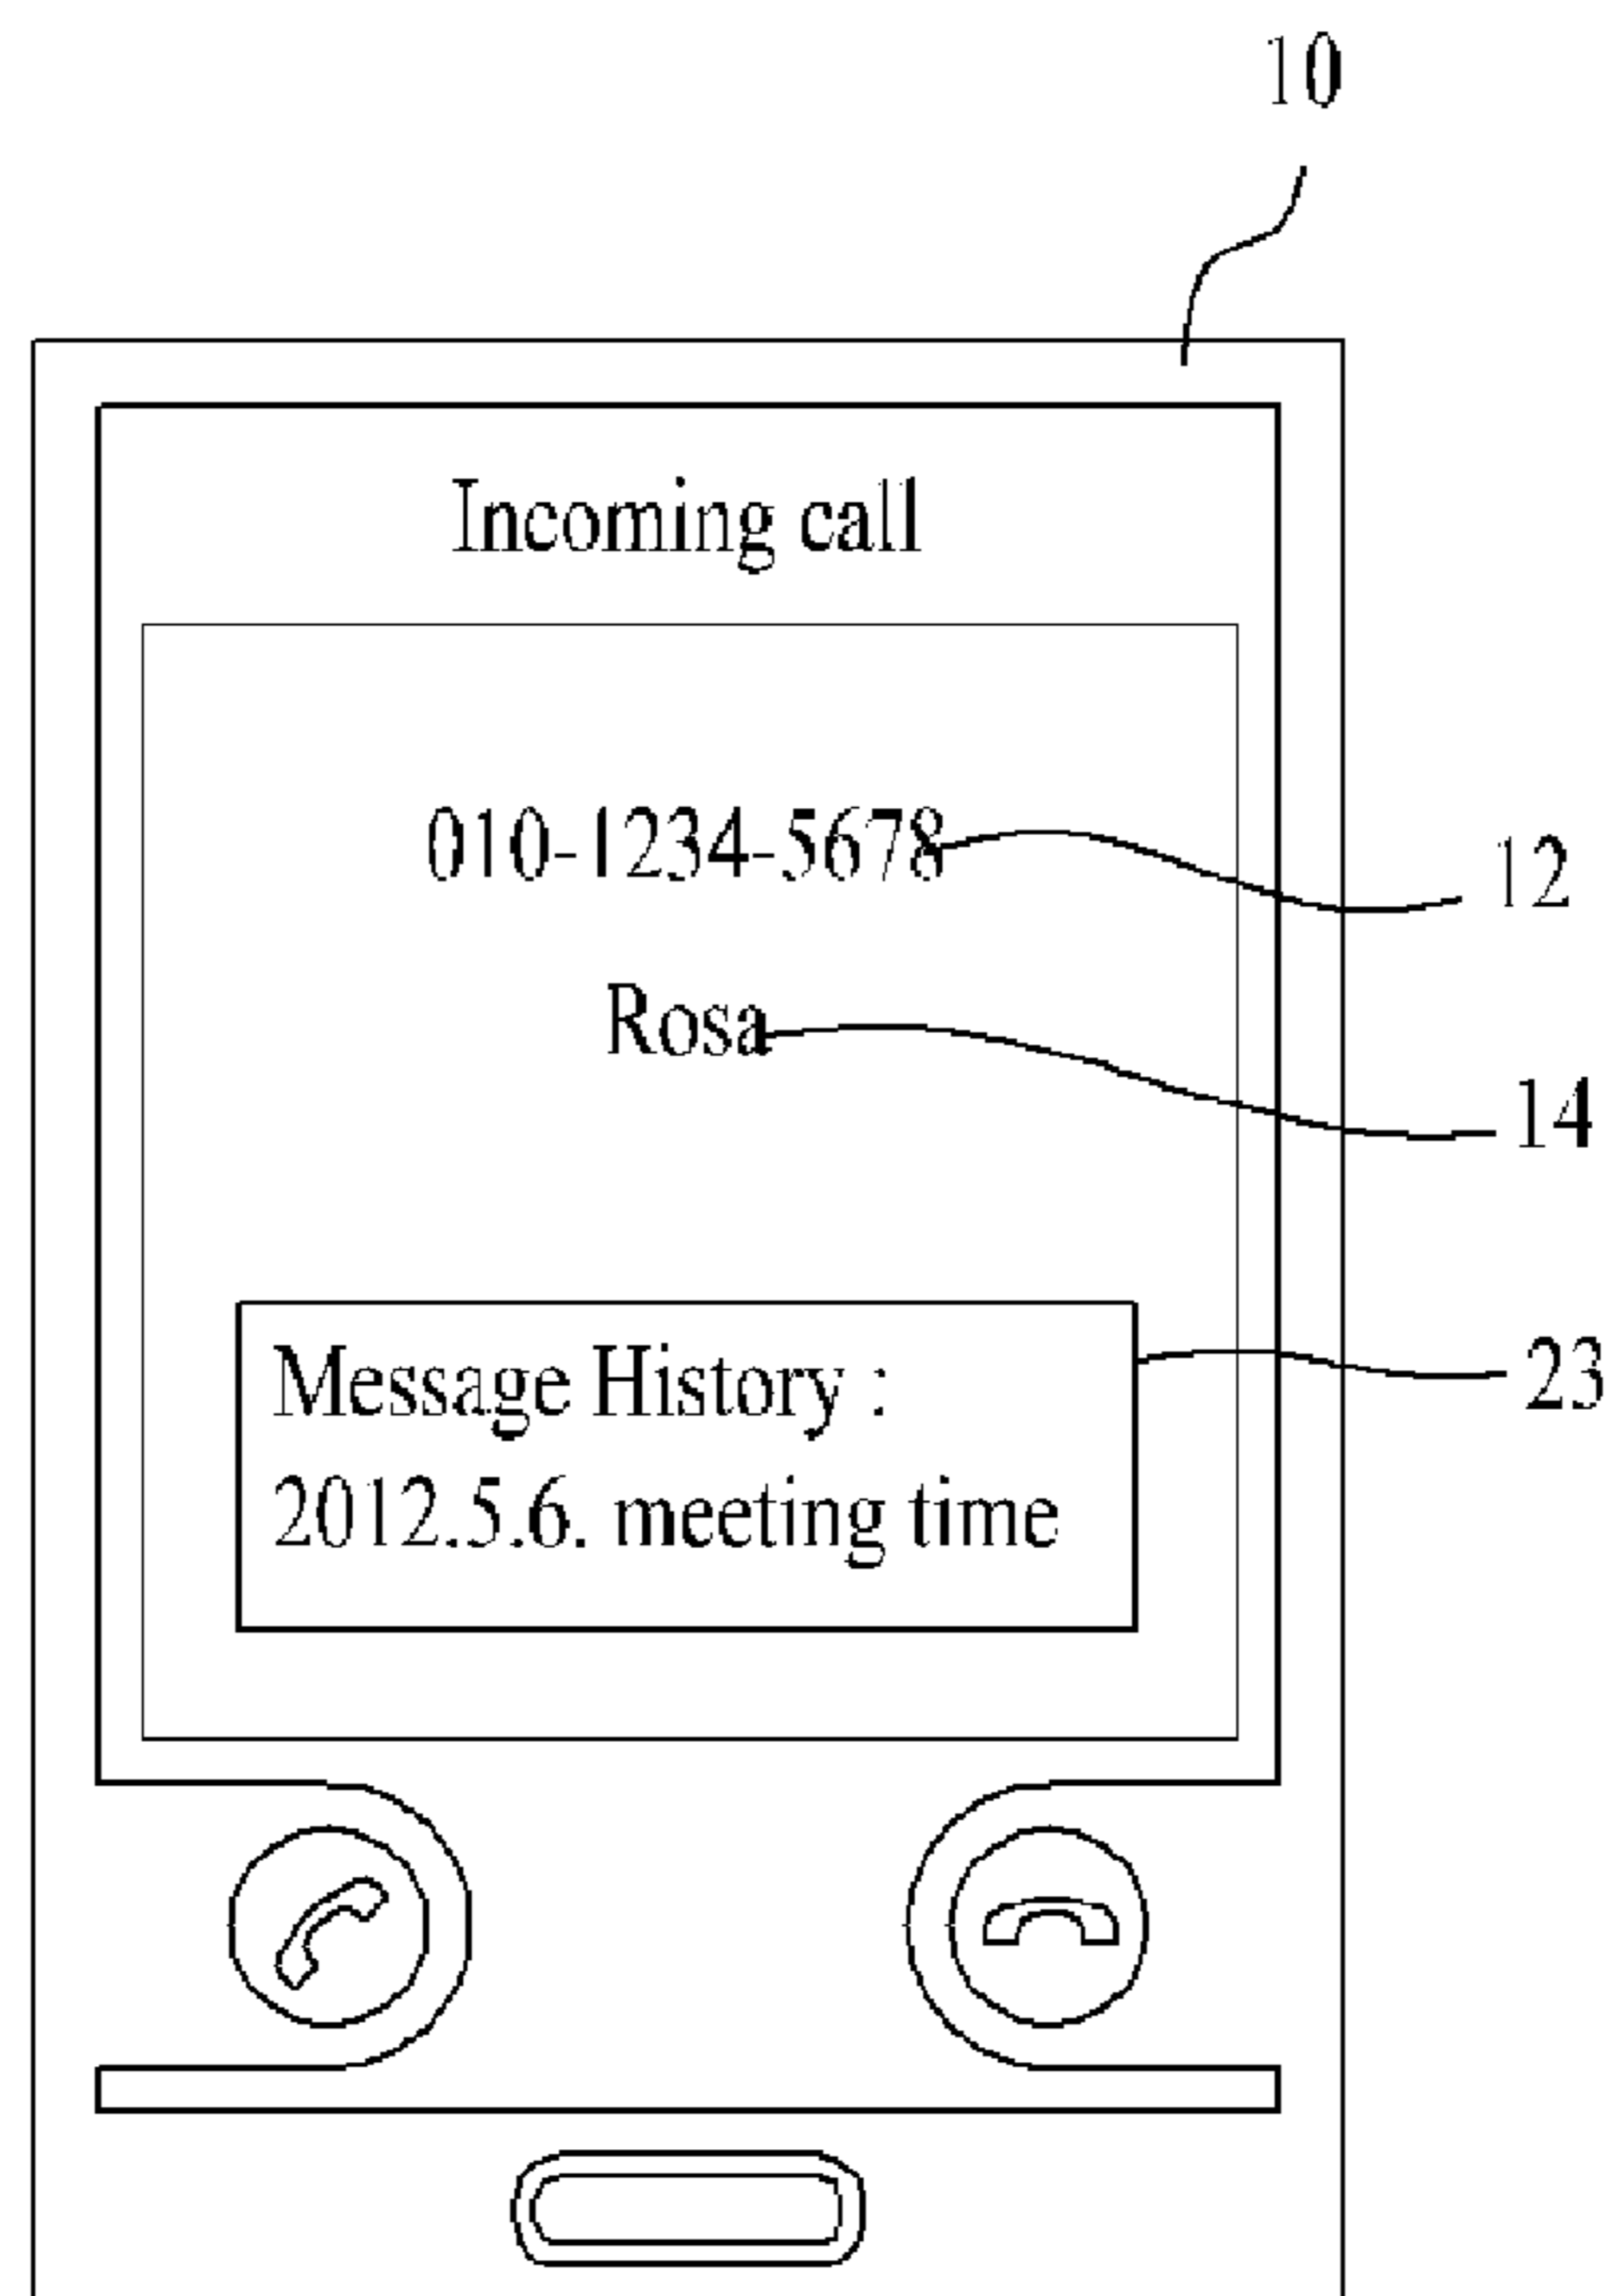 10
Incoming call
010-1234-5678
12
Rosa
14
Message History :
23
2012.5.6. meeting time